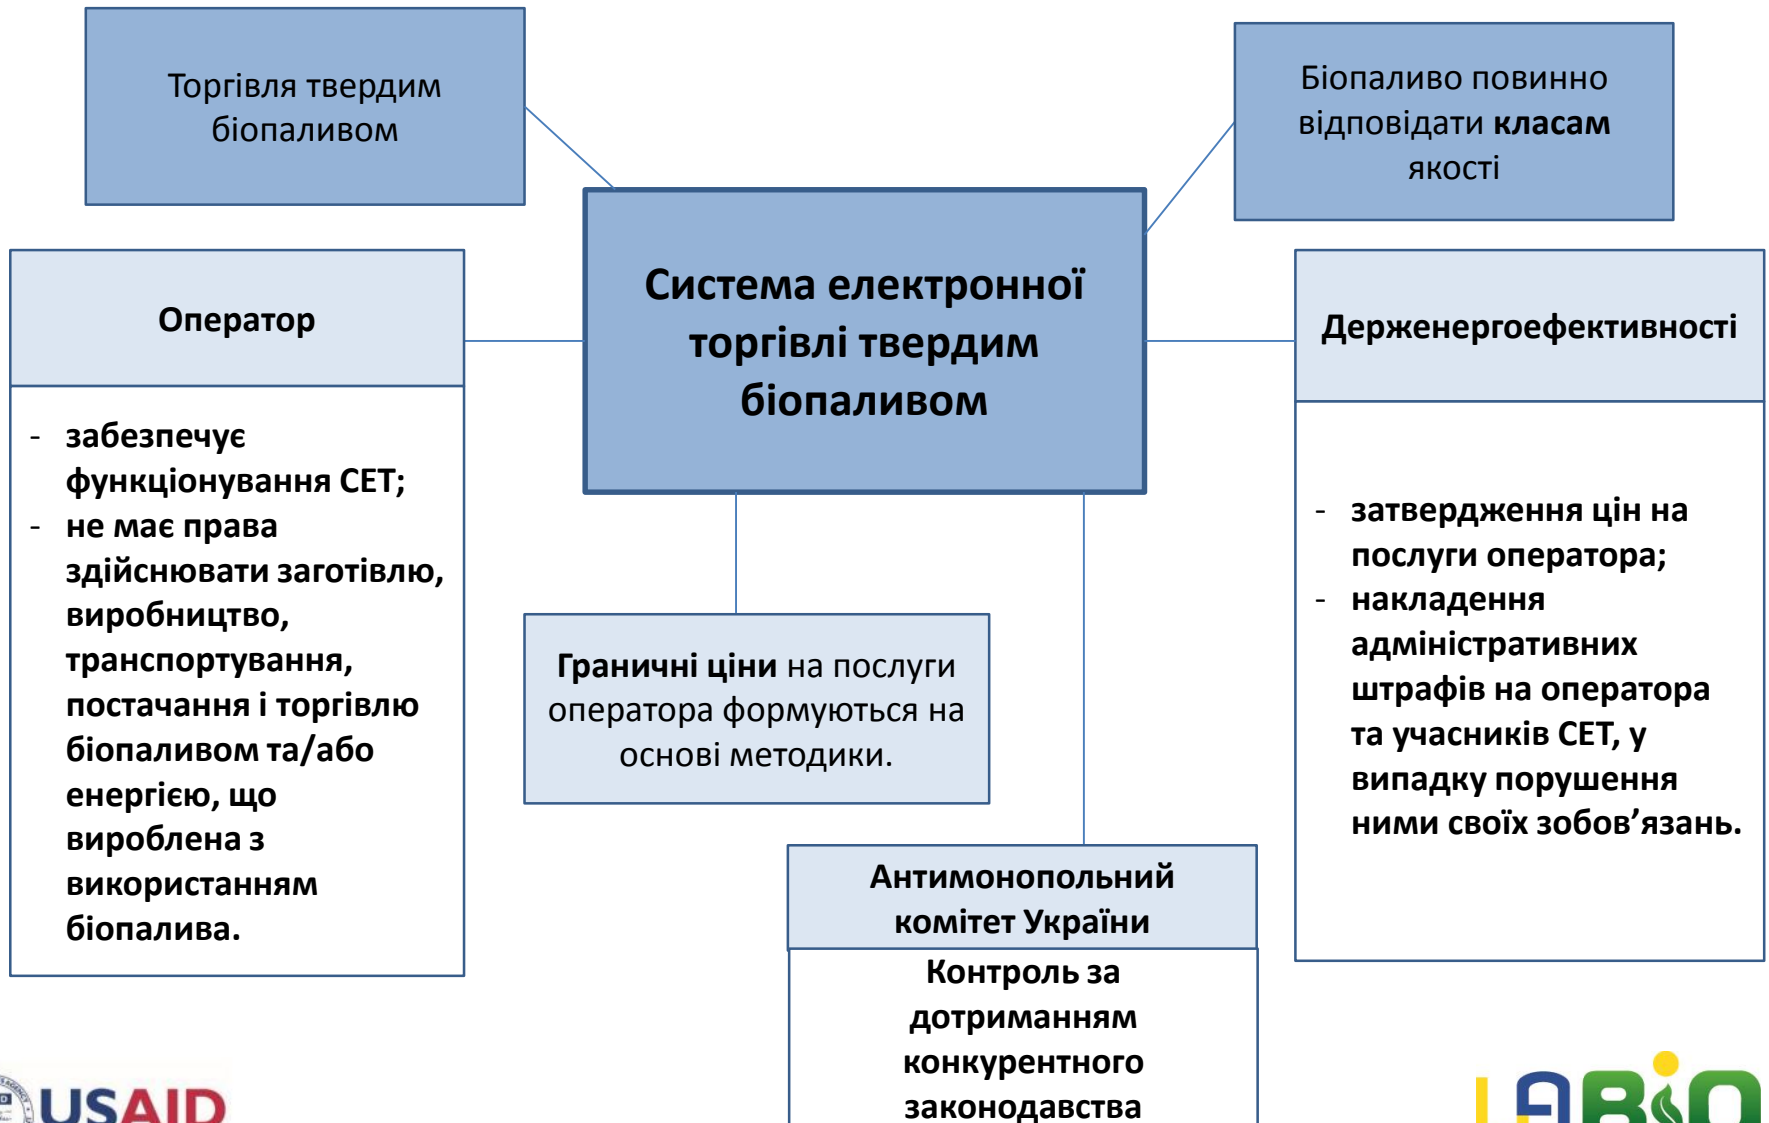 Торгівля твердим
біопаливом
Біопаливо повинно
відповідати класам
якості
Система електронної
торгівлі твердим
біопаливом
Оператор
- забезпечує
функціонування СЕТ;
- не має права
здійснювати заготівлю,
виробництво,
транспортування,
постачання і торгівлю
біопаливом та/або
енергією, що
вироблена з
використанням
біопалива.
Держенергоефективності
- затвердження цін на
послуги оператора;
- накладення
адміністративних
штрафів на оператора
та учасників СЕТ, у
випадку порушення
ними своїх зобов’язань.
Граничні ціни на послуги
оператора формуються на
основі методики.
Антимонопольний
комітет України
Контроль за
дотриманням
конкурентного
законодавства
USAID
UABIO